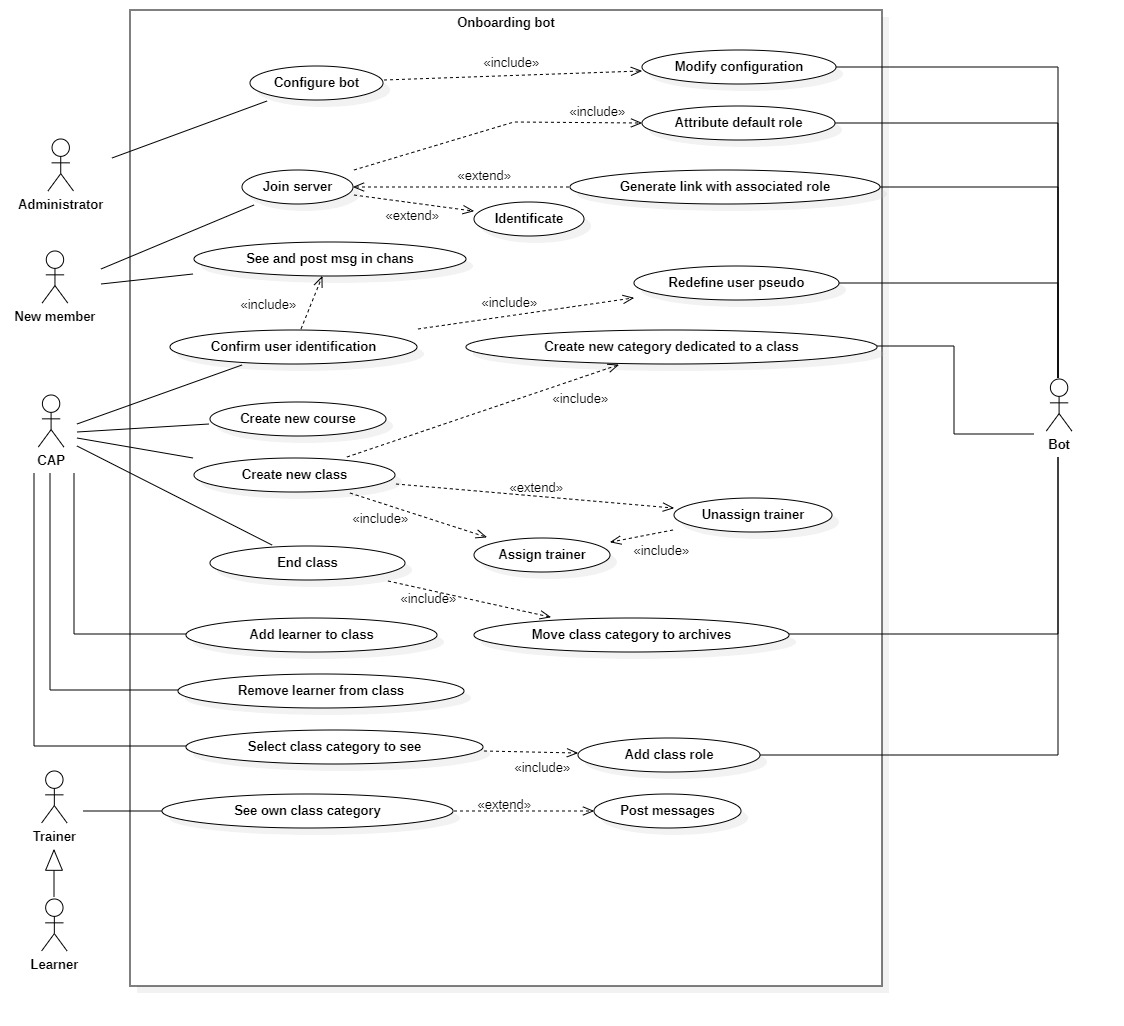 Onboarding bot
«include»
Modify configuration
Configure bot
«include»
Attribute default role
Administrator
Join server
«extend»
Generate link with associated role
«extend»
Identificate
New member
See and post msg in chans
Redefine user pseudo
«include»
«include»
Confirm user identification
Create new category dedicated to a class
«include»
CAP
Create new course
Bot
Create new class
«extend»
«include»
Unassign trainer
Assign trainer
«include»
End class
«include»
Add learner to class
Move class category to archives
Remove learner from class
Select class category to see
«include»
Add class role
Trainer
See own class category
«extend»
Post messages
Learner